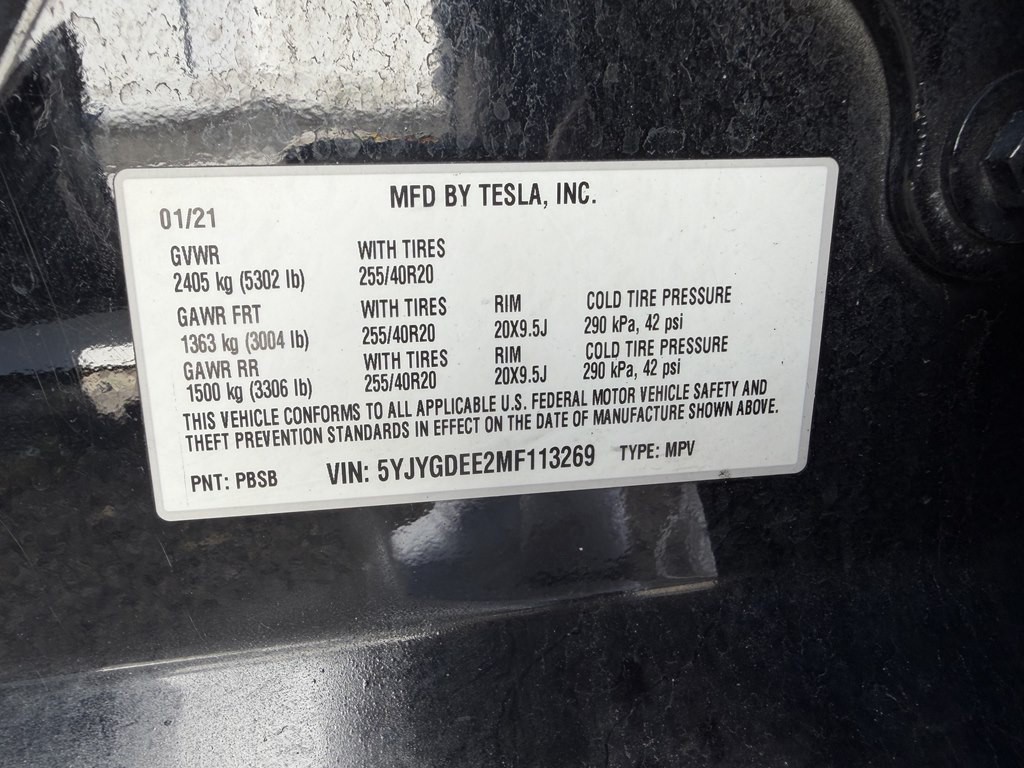 MFD BY TESLA, INC.
01/21
GVWR WITH TIRES
2405 kg (5302 lb) 255/40R20
GAWR FRT WITH TIRES RIM COLD TIRE PRESSURE
1363 kg (3004 lb) 255/40R20 20X9.5J 290 kPa, 42 psi
GAWR RR WITH TIRES RIM COLD TIRE PRESSURE
1500 kg (3306 lb) 255/40R20 20X9.5J 290 kPa, 42 psi
THIS VEHICLE CONFORMS TO ALL APPLICABLE U.S. FEDERAL MOTOR VEHICLE SAFETY AND
THEFT PREVENTION STANDARDS IN EFFECT ON THE DATE OF MANUFACTURE SHOWN ABOVE.
PNT: PBSB VIN: 5YJYGDEE2MF113269 TYPE: MPV